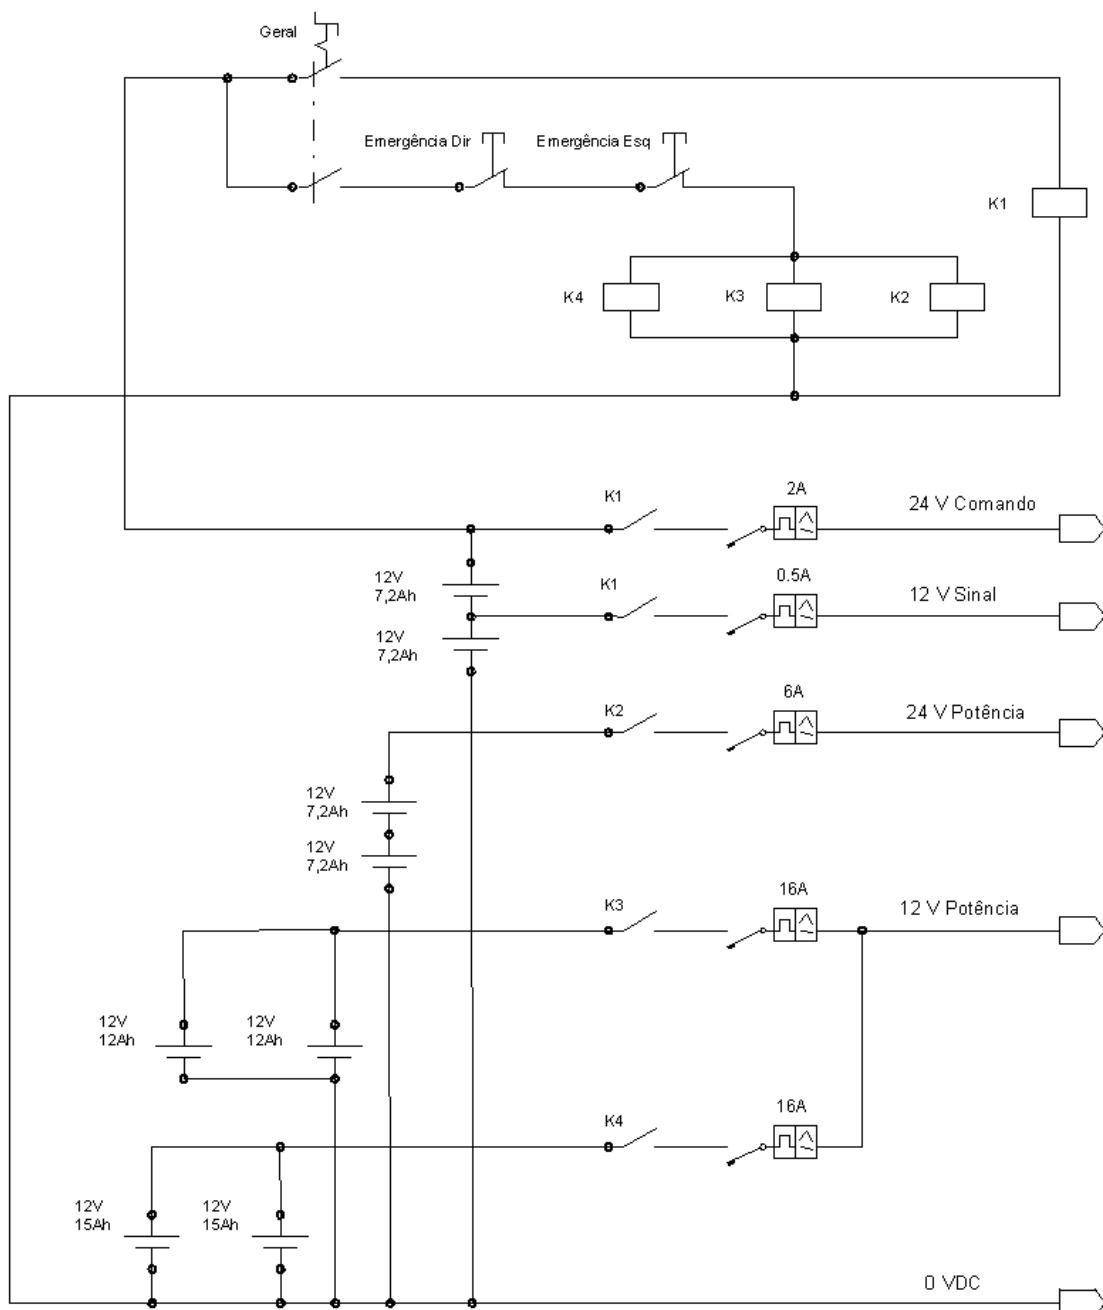 Geral
Emergência Dir
Emergência Esq
K1
K4
K3
K2
2A
K1
24 V Comando
12V
7,2Ah
0.5A
K1
12 V Sinal
12V
7,2Ah
6A
K2
24 V Potência
12V
7,2Ah
12V
7,2Ah
16A
K3
12 V Potência
12V
12Ah
12V
12Ah
16A
K4
12V
15Ah
12V
15Ah
0 VDC